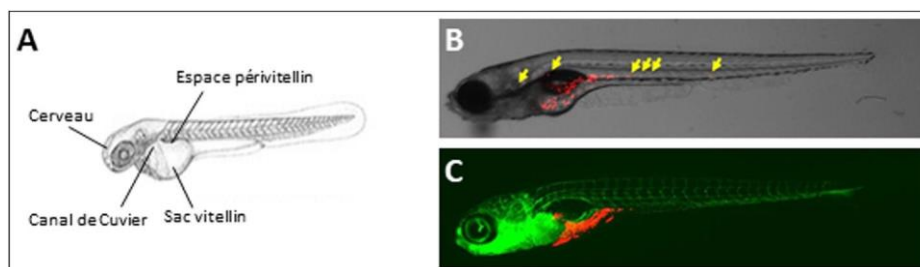 A
Espace périvitellin
Cerveau
Canal de Cuvier
Sac vitellin
B
C